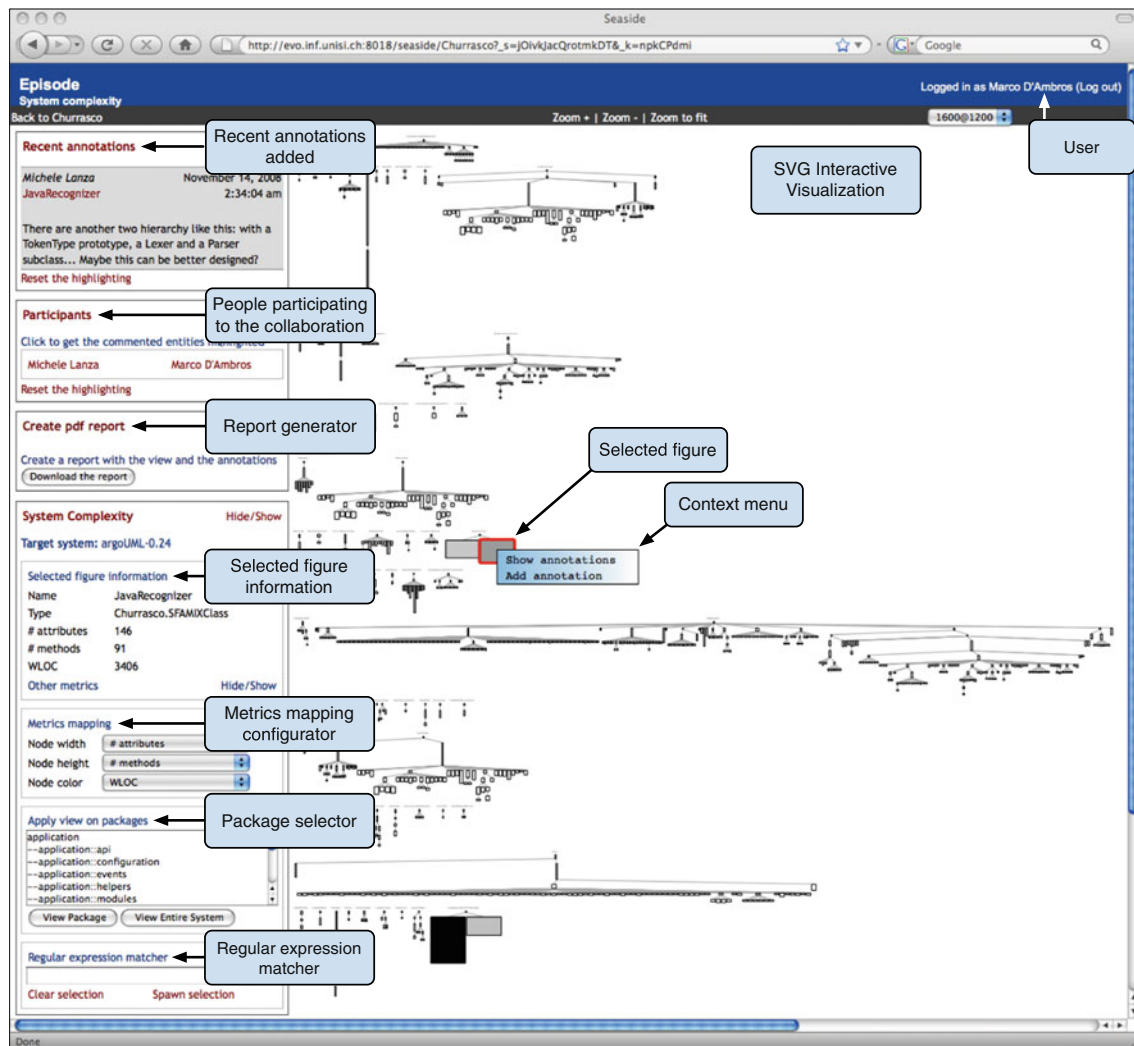 Seaside
http://evo.inf.unisi.ch:8018/seaside/Churrasco?_s=jOivkJacQrotmkDT&_k=npkCPdmi
Google
Episode
System complexity
Logged in as Marco D'Ambros (Log out)
Back to Churrasco
Zoom + | Zoom - | Zoom to fit
1600@1200
User
Recent annotations
Recent annotations
added
SVG Interactive
Visualization
Michele Lanza
November 14, 2008
JavaRecognizer
2:34:04 am
There are another two hierarchy like this: with a
TokenType prototype, a Lexer and a Parser
subclass... Maybe this can be better designed?
Reset the highlighting
Participants
People participating
to the collaboration
Click to get the commented entities highlighted
Michele Lanza
Marco D'Ambros
Reset the highlighting
Create pdf report
Report generator
Create a report with the view and the annotations
Download the report
Selected figure
Context menu
Show annotations
Add annotation
System Complexity
Hide/Show
Target system: argoUML-0.24
Selected figure information
Selected figure
information
Name JavaRecognizer
Type Churrasco.SFAMIXClass
# attributes 146
# methods 91
WLOC 3406
Other metrics
Hide/Show
Metrics mapping
Metrics mapping
configurator
Node width # attributes
Node height # methods
Node color WLOC
Apply view on packages
Package selector
application
--application::api
--application::configuration
--application::events
--application::helpers
--application::modules
View Package
View Entire System
Regular expression matcher
Regular expression
matcher
Clear selection
Spawn selection
Done